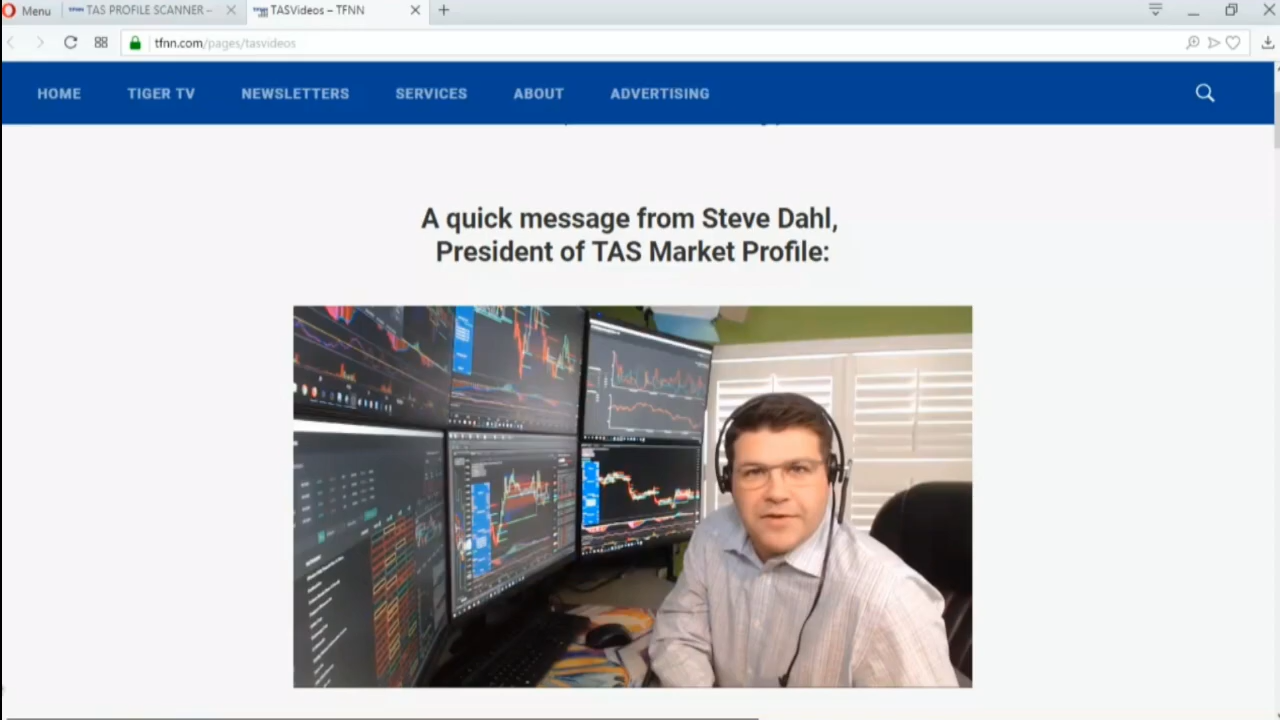 Menu
TAS PROFILE SCANNER –
TASVideos – TFNN
tfnn.com/pages/tasvideos
HOME
TIGER TV
NEWSLETTERS
SERVICES
ABOUT
ADVERTISING
A quick message from Steve Dahl,
President of TAS Market Profile: